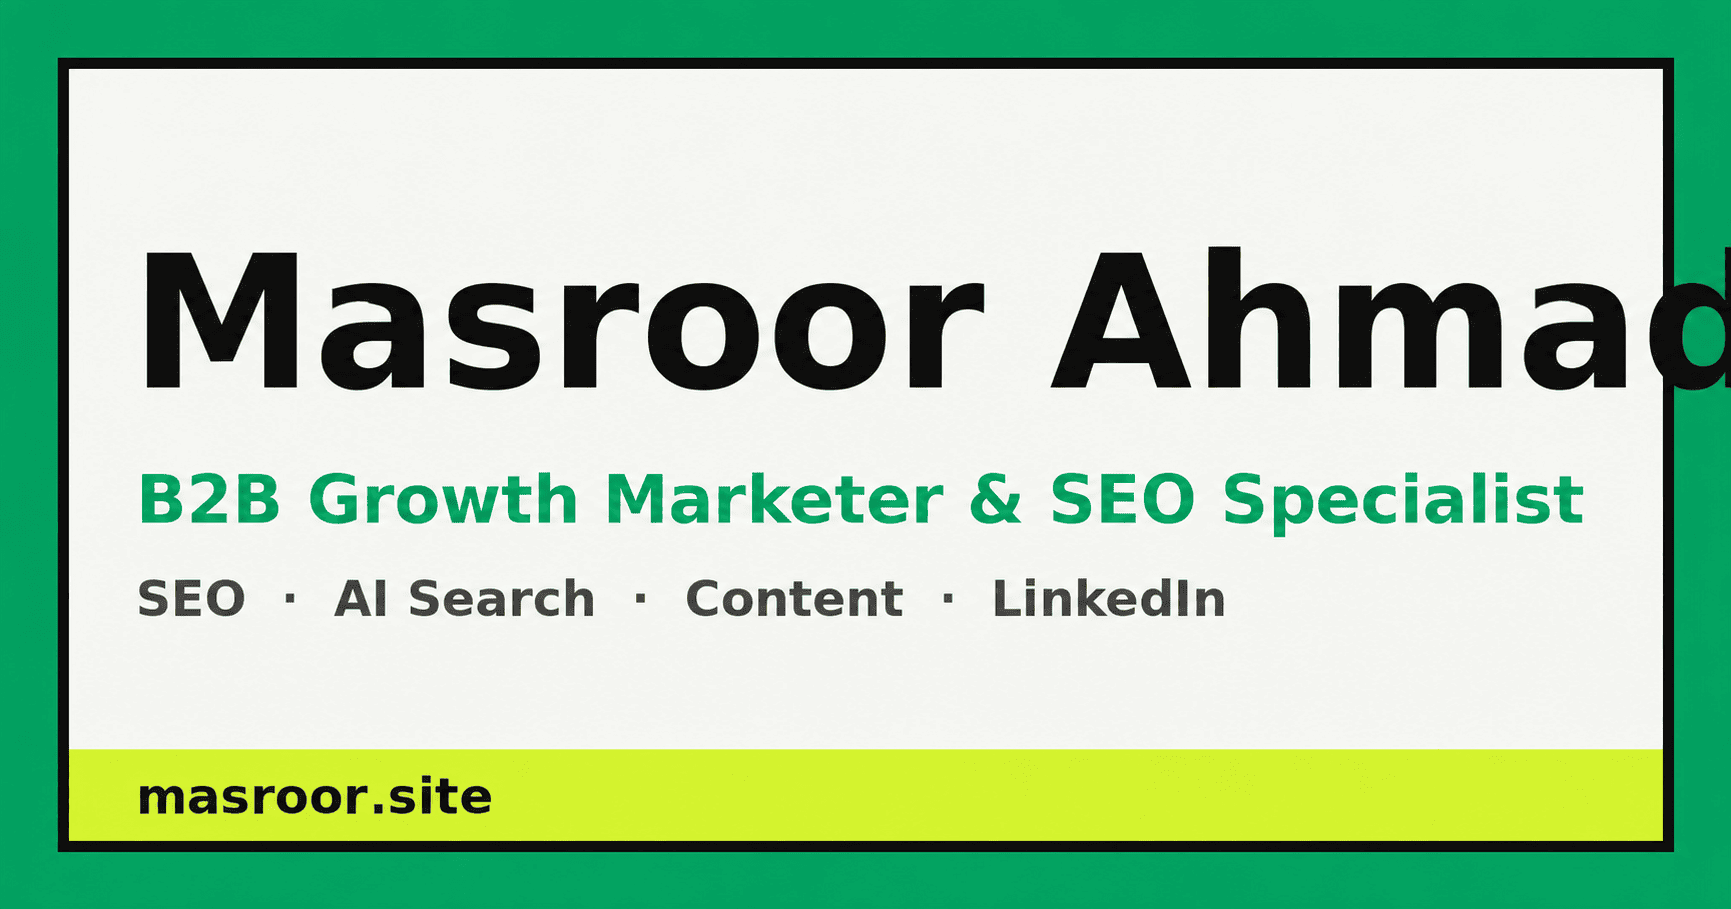 Masroor Ahmad
B2B Growth Marketer & SEO Specialist
SEO · AI Search · Content · LinkedIn
masroor.site